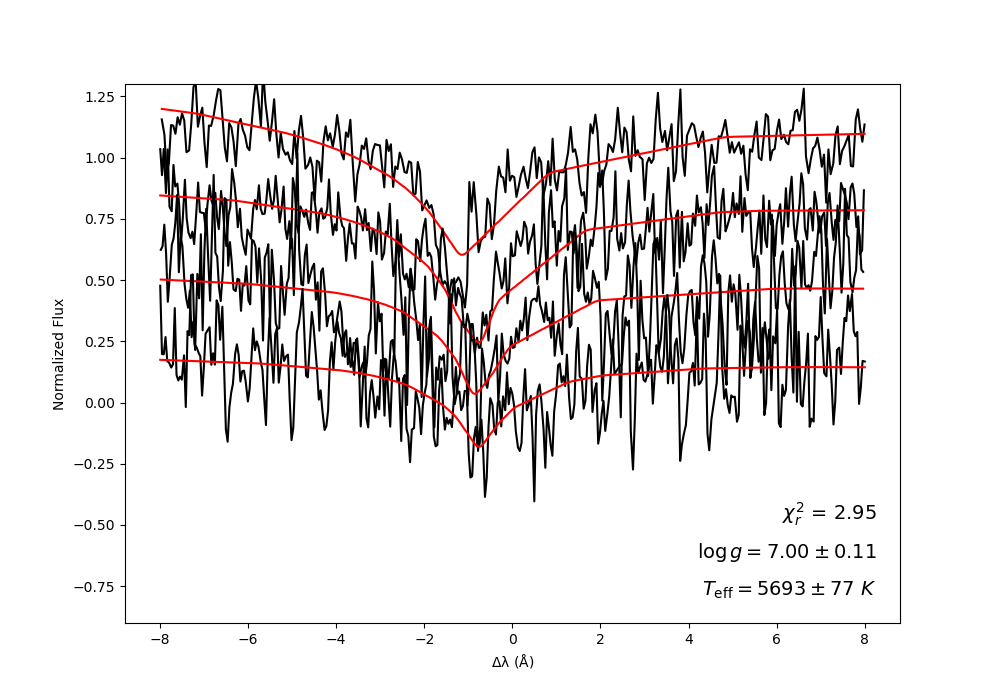 1.25
1.00
0.75
0.50
0.25
0.00
−0.25
−0.50
−0.75
Normalized Flux
χ²ᵣ = 2.95
log g = 7.00 ± 0.11
T_eff = 5693 ± 77 K
−8 −6 −4 −2 0 2 4 6 8
Δλ (Å)